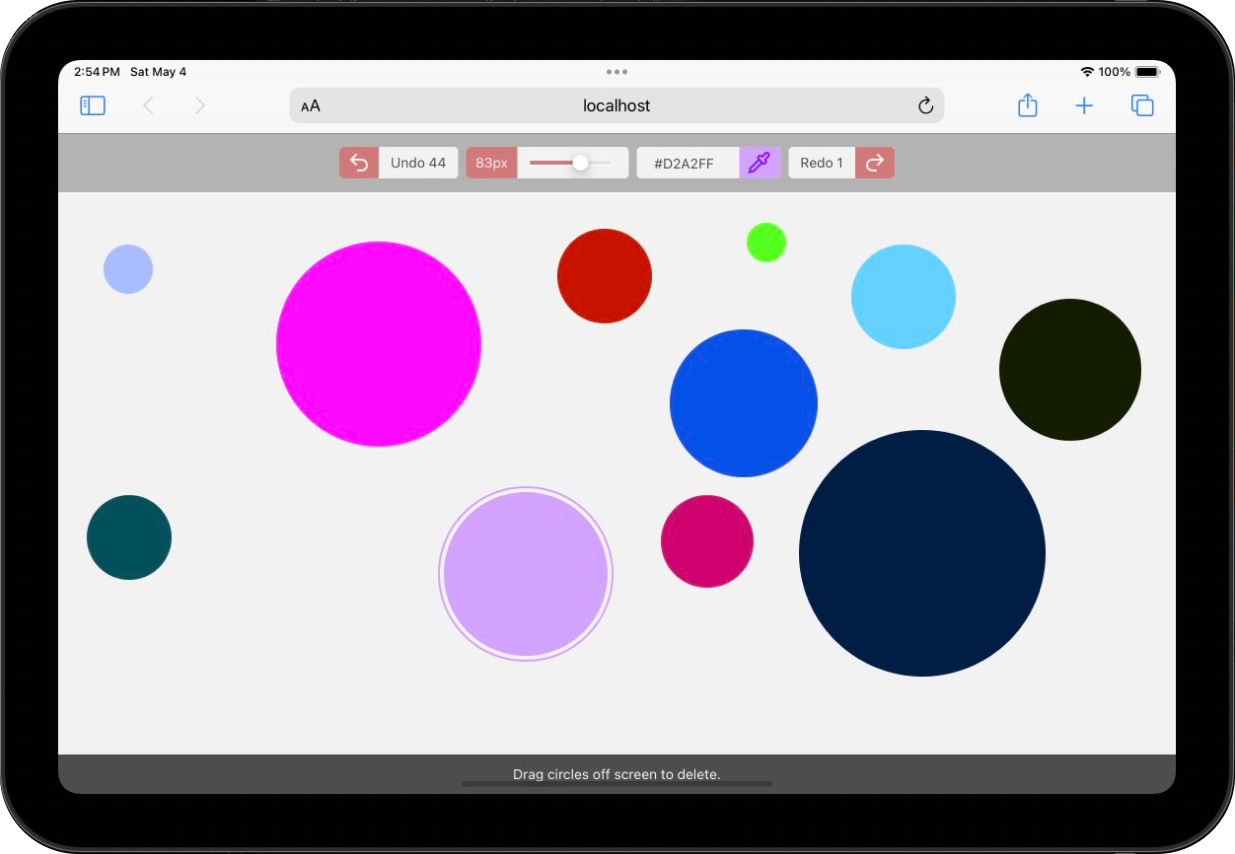 2:54 PM Sat May 4
100%
AA
localhost
Undo 44
83px
#D2A2FF
Redo 1
Drag circles off screen to delete.